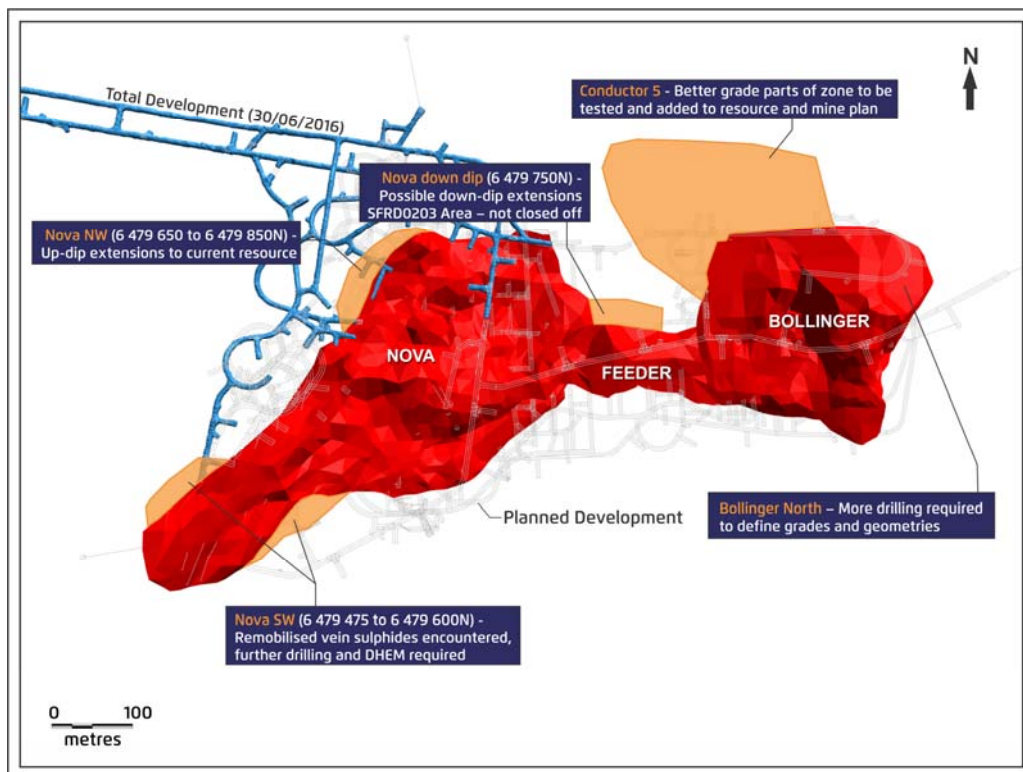 N
Total Development (30/06/2016)
Conductor 5 - Better grade parts of zone to be
tested and added to resource and mine plan
Nova down dip (6 479 750N) -
Possible down-dip extensions
SFRD0203 Area – not closed off
Nova NW (6 479 650 to 6 479 850N) -
Up-dip extensions to current resource
NOVA
FEEDER
BOLLINGER
Planned Development
Bollinger North – More drilling required
to define grades and geometries
Nova SW (6 479 475 to 6 479 600N) -
Remobilised vein sulphides encountered,
further drilling and DHEM required
0 100
metres